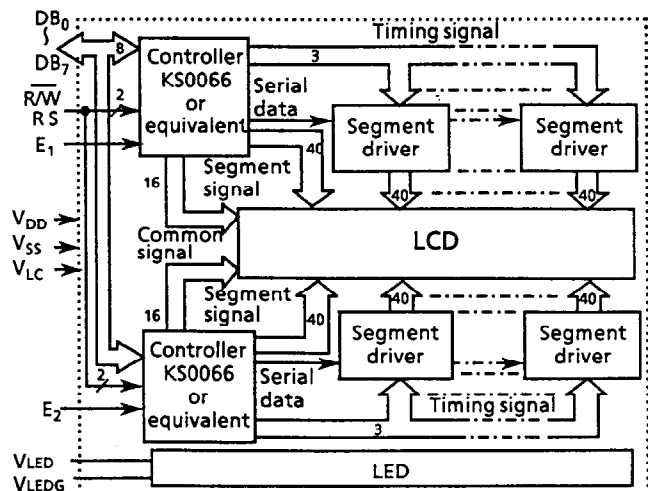 DB0
DB7
8
Controller
KS0066
or
equivalent
Timing signal
3
R/W
RS
2
E1
Serial
data
Segment
driver
Segment
driver
40
40
40
16
Segment
signal
VDD
VSS
VLC
Common
signal
LCD
16
Segment
signal
40
40
40
Controller
KS0066
or
equivalent
Segment
driver
Segment
driver
2
Serial
data
E2
Timing signal
3
VLED
VLEDG
LED